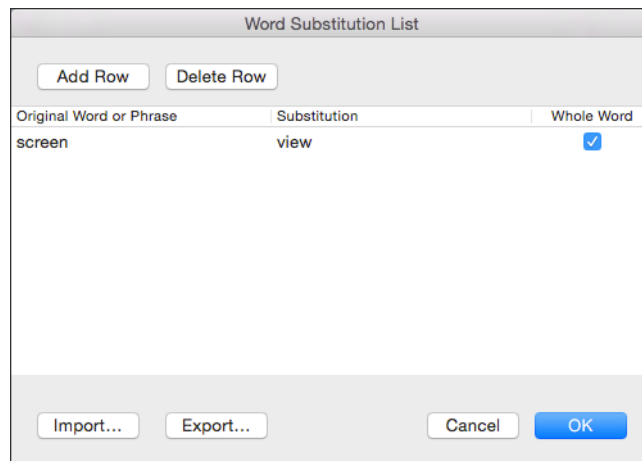 Word Substitution List
Add Row Delete Row
Original Word or Phrase Substitution Whole Word
screen view
Import... Export... Cancel OK